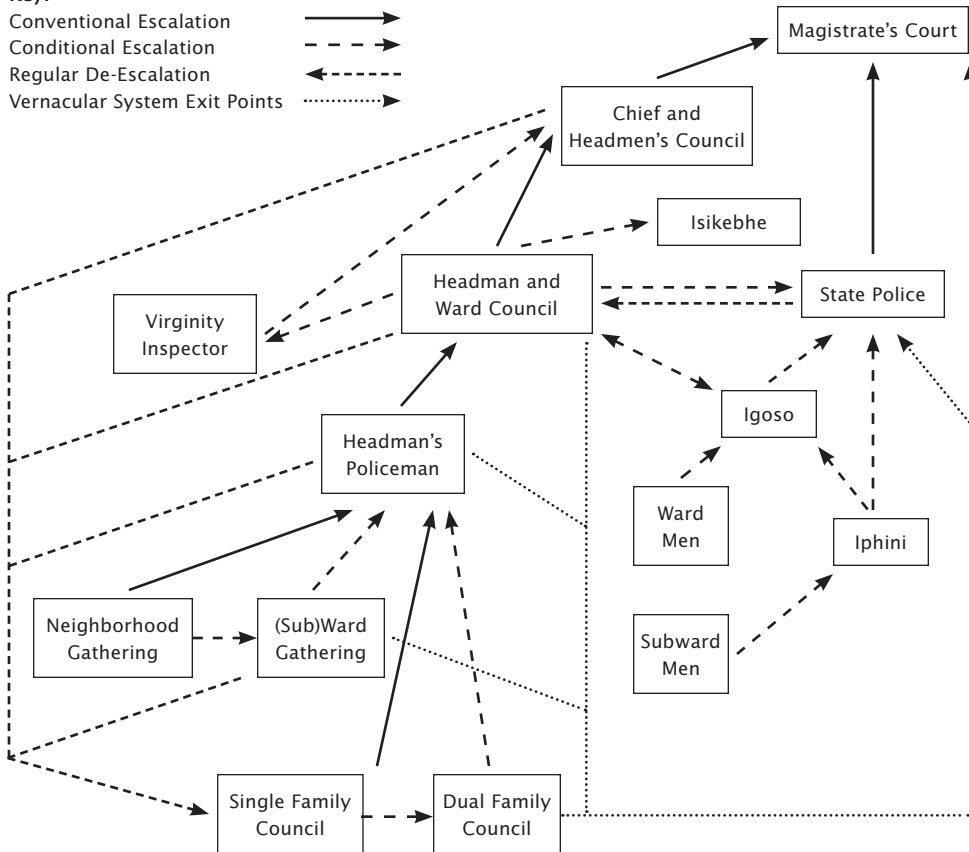 Key:
Conventional Escalation
Conditional Escalation
Regular De-Escalation
Vernacular System Exit Points
Magistrate's Court
Chief and
Headmen's Council
Isikebhe
Headman and
Ward Council
State Police
Virginity
Inspector
Igoso
Headman's
Policeman
Ward
Men
Iphini
Neighborhood
Gathering
(Sub)Ward
Gathering
Subward
Men
Single Family
Council
Dual Family
Council